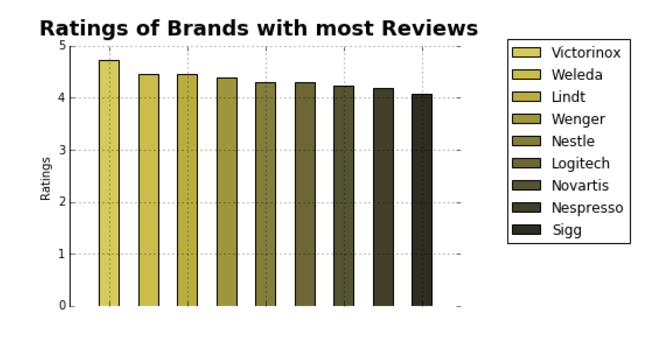 Ratings of Brands with most Reviews
5
4
3
2
1
0
Ratings
Victorinox
Weleda
Lindt
Wenger
Nestle
Logitech
Novartis
Nespresso
Sigg